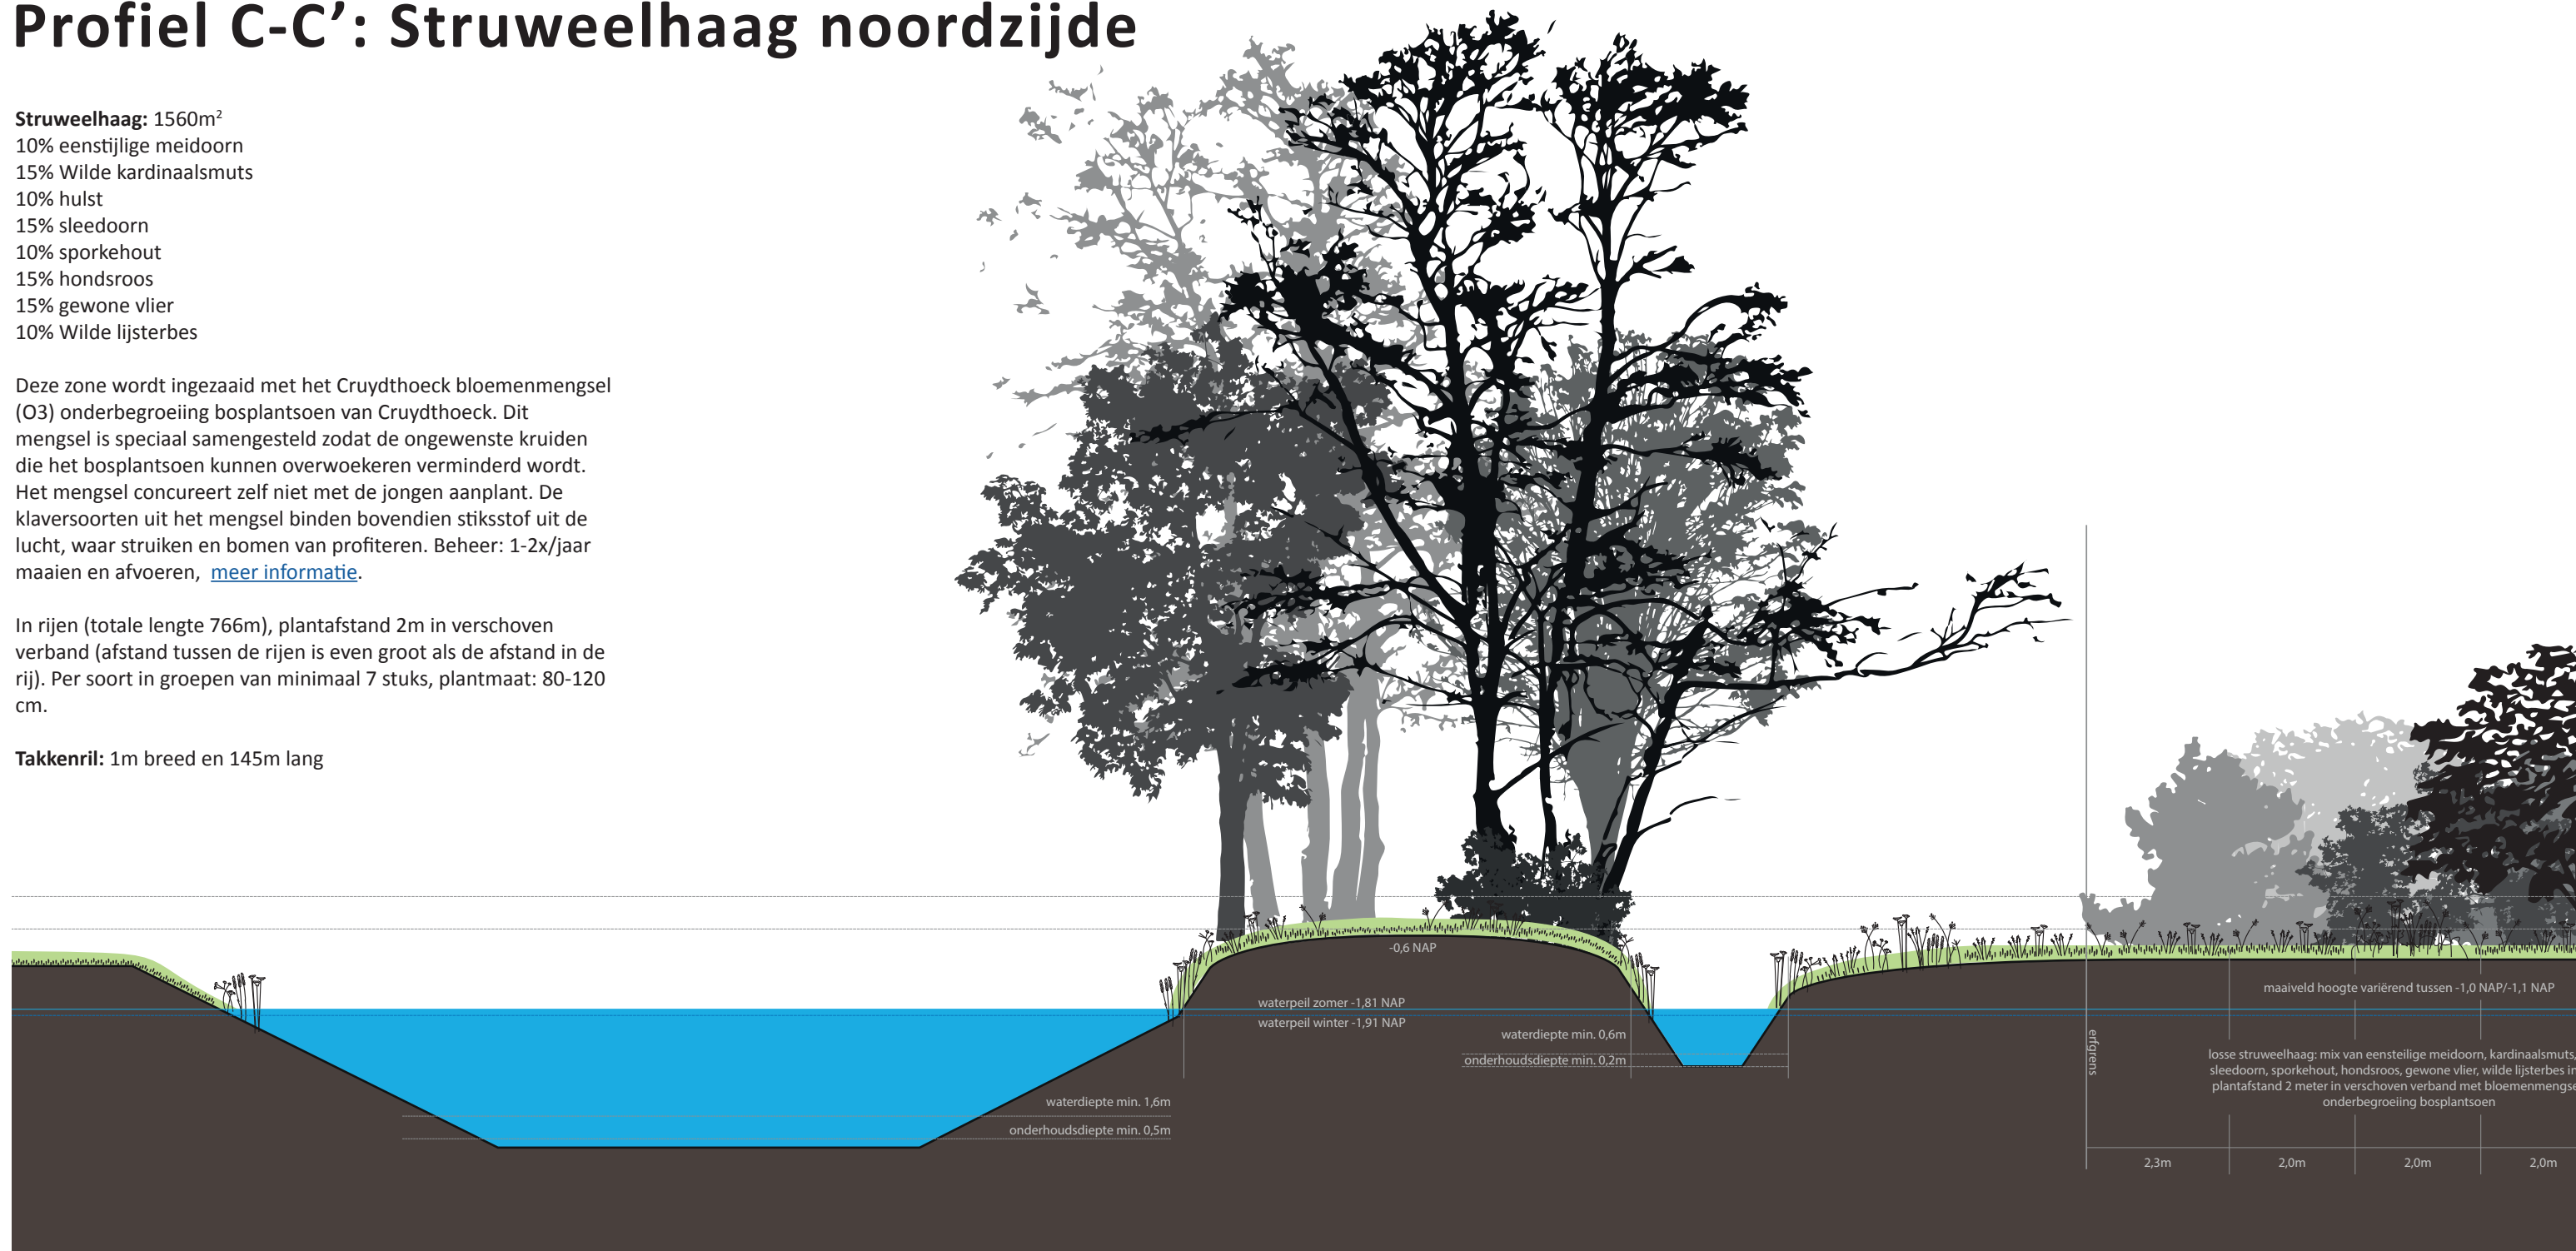 Profiel C-C’: Struweelhaag noordzijde
Struweelhaag: 1560m²
10% eenstijlige meidoorn
15% Wilde kardinaalsmuts
10% hulst
15% sleedoorn
10% sporkehout
15% hondsroos
15% gewone vlier
10% Wilde lijsterbes
Deze zone wordt ingezaaid met het Cruydthoeck bloemenmengsel
(O3) onderbegroeiing bosplantsoen van Cruydthoeck. Dit
mengsel is speciaal samengesteld zodat de ongewenste kruiden
die het bosplantsoen kunnen overwoekeren verminderd wordt.
Het mengsel concureert zelf niet met de jongen aanplant. De
klaversoorten uit het mengsel binden bovendien stiksstof uit de
lucht, waar struiken en bomen van profiteren. Beheer: 1-2x/jaar
maaien en afvoeren, meer informatie.
In rijen (totale lengte 766m), plantafstand 2m in verschoven
verband (afstand tussen de rijen is even groot als de afstand in de
rij). Per soort in groepen van minimaal 7 stuks, plantmaat: 80-120
cm.
Takkenril: 1m breed en 145m lang
-0,6 NAP
waterpeil zomer -1,81 NAP
waterpeil winter -1,91 NAP
waterdiepte min. 0,6m
onderhoudsdiepte min. 0,2m
waterdiepte min. 1,6m
onderhoudsdiepte min. 0,5m
erfgrens
maaiveld hoogte variërend tussen -1,0 NAP/-1,1 NAP
losse struweelhaag: mix van eensteilige meidoorn, kardinaalsmuts,
sleedoorn, sporkehout, hondsroos, gewone vlier, wilde lijsterbes in
plantafstand 2 meter in verschoven verband met bloemenmengse
onderbegroeiing bosplantsoen
2,3m
2,0m
2,0m
2,0m